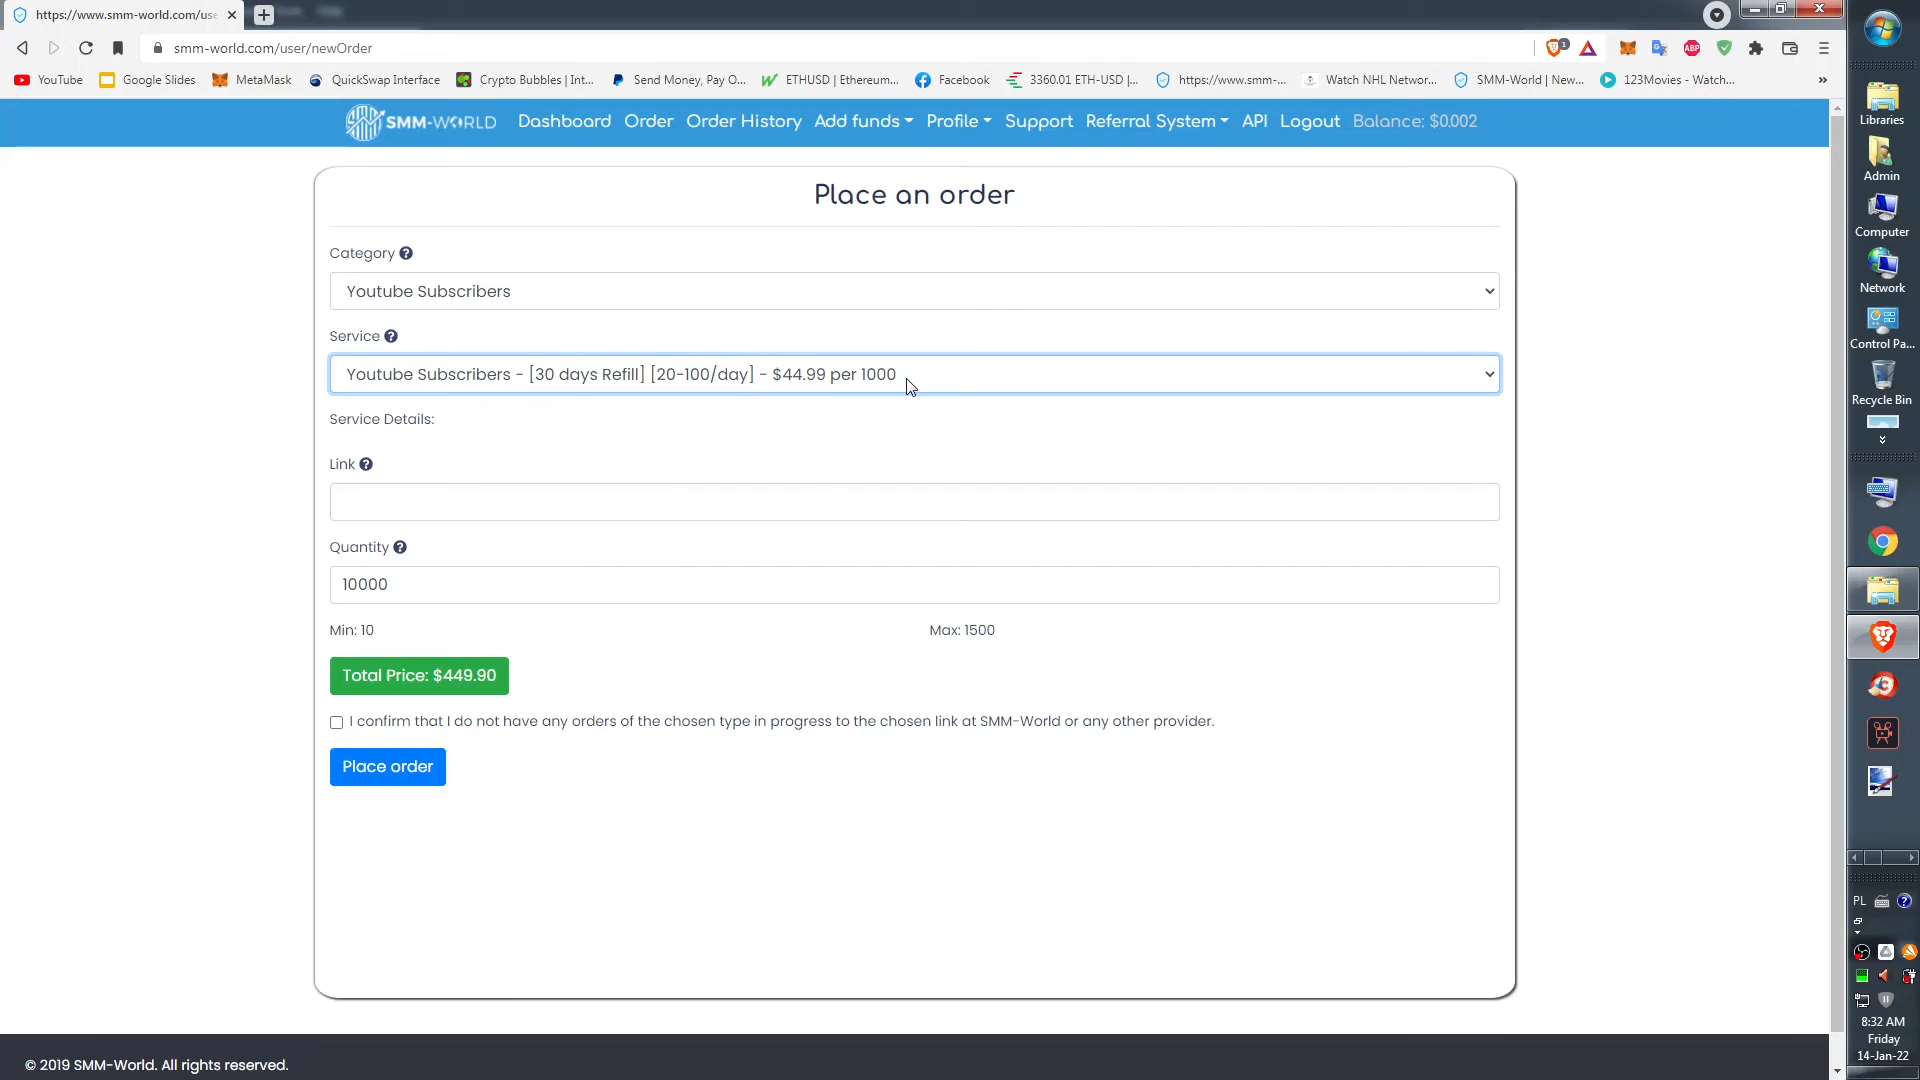 https://www.smm-world.com/use
smm-world.com/user/newOrder
1
ABP
YouTube
Google Slides
MetaMask
QuickSwap Interface
Crypto Bubbles | Int...
Send Money, Pay O...
ETHUSD | Ethereum...
Facebook
3360.01 ETH-USD |...
https://www.smm-...
Watch NHL Networ...
SMM-World | New...
123Movies - Watch...
SMM-WORLD
Dashboard
Order
Order History
Add funds
Profile
Support
Referral System
API
Logout
Balance: $0.002
Place an order
Category
Youtube Subscribers
Service
Youtube Subscribers - [30 days Refill] [20-100/day] - $44.99 per 1000
Service Details:
Link
Quantity
10000
Min: 10
Max: 1500
Total Price: $449.90
I confirm that I do not have any orders of the chosen type in progress to the chosen link at SMM-World or any other provider.
Place order
© 2019 SMM-World. All rights reserved.
Libraries
Admin
Computer
Network
Control Pa...
Recycle Bin
PL
8:32 AM
Friday
14-Jan-22